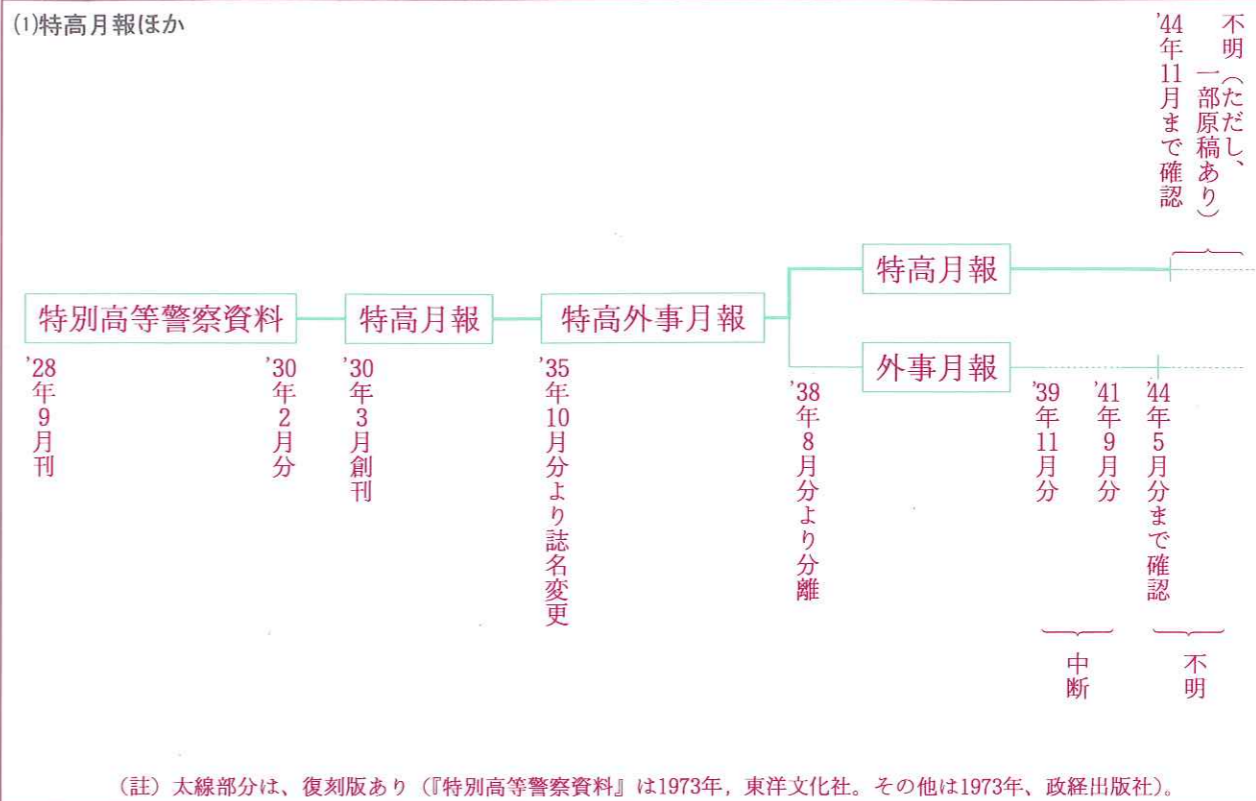 (1)特高月報ほか
不明（ただし、
一部原稿あり）
'44年11月まで確認
特高月報
特別高等警察資料
特高月報
特高外事月報
外事月報
'28年9月刊
'30年2月分
'30年3月創刊
'35年10月分より誌名変更
'38年8月分より分離
'39年11月分
'41年9月分
'44年5月分まで確認
中断
不明
（註）太線部分は、復刻版あり（『特別高等警察資料』は1973年，東洋文化社。その他は1973年、政経出版社）。